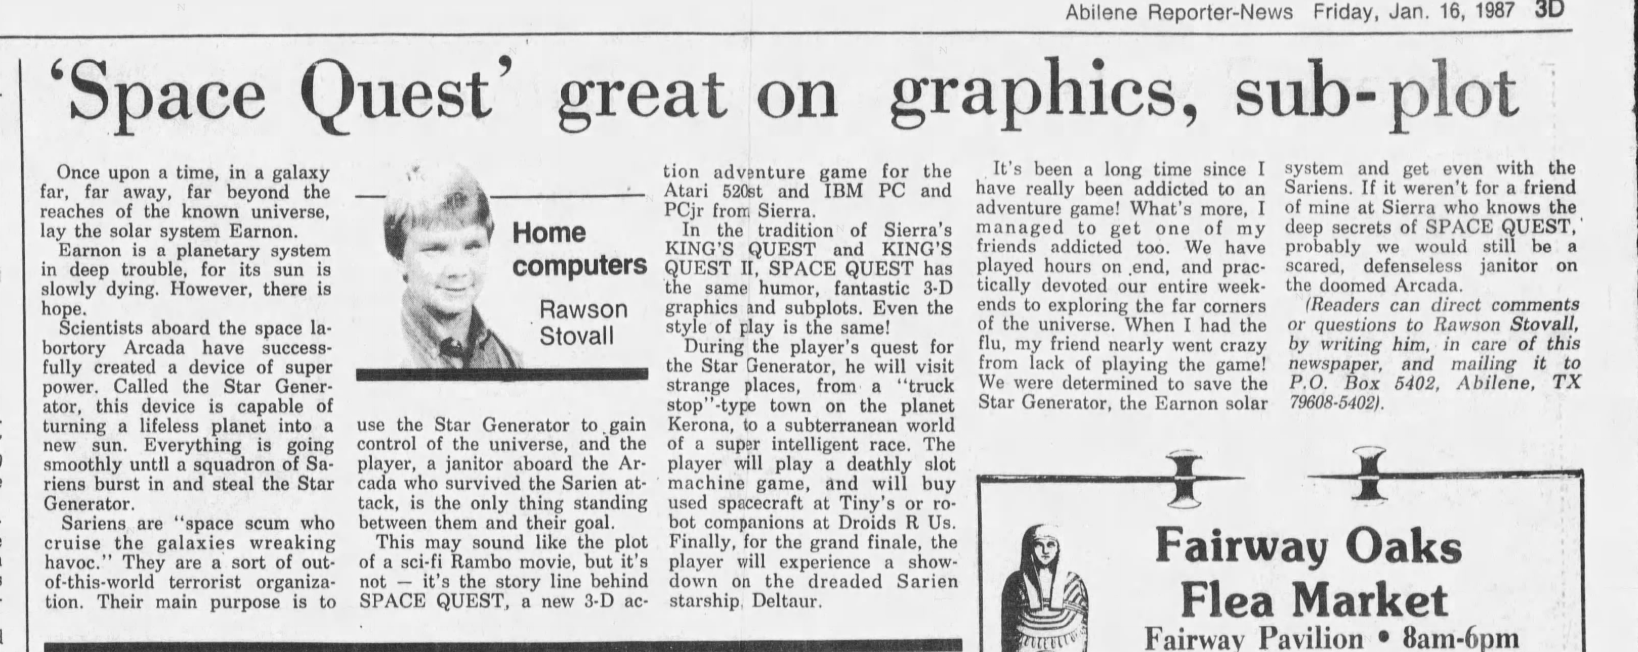 Abilene Reporter-News Friday, Jan. 16, 1987 3D
'Space Quest' great on graphics, sub-plot
Once upon a time, in a galaxy
far, far away, far beyond the
reaches of the known universe,
lay the solar system Earnon.
Earnon is a planetary system
in deep trouble, for its sun is
slowly dying. However, there is
hope.
Scientists aboard the space la-
bortory Arcada have success-
fully created a device of super
power. Called the Star Gener-
ator, this device is capable of
turning a lifeless planet into a
new sun. Everything is going
smoothly until a squadron of Sa-
riens burst in and steal the Star
Generator.
Sariens are "space scum who
cruise the galaxies wreaking
havoc." They are a sort of out-
of-this-world terrorist organiza-
tion. Their main purpose is to
Home
computers
Rawson
Stovall
use the Star Generator to gain
control of the universe, and the
player, a janitor aboard the Ar-
cada who survived the Sarien at-
tack, is the only thing standing
between them and their goal.
This may sound like the plot
of a sci-fi Rambo movie, but it's
not — it's the story line behind
SPACE QUEST, a new 3-D ac-
tion adventure game for the
Atari 520st and IBM PC and
PCjr from Sierra.
In the tradition of Sierra's
KING'S QUEST and KING'S
QUEST II, SPACE QUEST has
the same humor, fantastic 3-D
graphics and subplots. Even the
style of play is the same!
During the player's quest for
the Star Generator, he will visit
strange places, from a "truck
stop"-type town on the planet
Kerona, to a subterranean world
of a super intelligent race. The
player will play a deathly slot
machine game, and will buy
used spacecraft at Tiny's or ro-
bot companions at Droids R Us.
Finally, for the grand finale, the
player will experience a show-
down on the dreaded Sarien
starship Deltaur.
It's been a long time since I
have really been addicted to an
adventure game! What's more, I
managed to get one of my
friends addicted too. We have
played hours on end, and prac-
tically devoted our entire week-
ends to exploring the far corners
of the universe. When I had the
flu, my friend nearly went crazy
from lack of playing the game!
We were determined to save the
Star Generator, the Earnon solar
system and get even with the
Sariens. If it weren't for a friend
of mine at Sierra who knows the
deep secrets of SPACE QUEST,
probably we would still be a
scared, defenseless janitor on
the doomed Arcada.
(Readers can direct comments
or questions to Rawson Stovall,
by writing him, in care of this
newspaper, and mailing it to
P.O. Box 5402, Abilene, TX
79608-5402).
Fairway Oaks
Flea Market
Fairway Pavilion • 8am-6pm